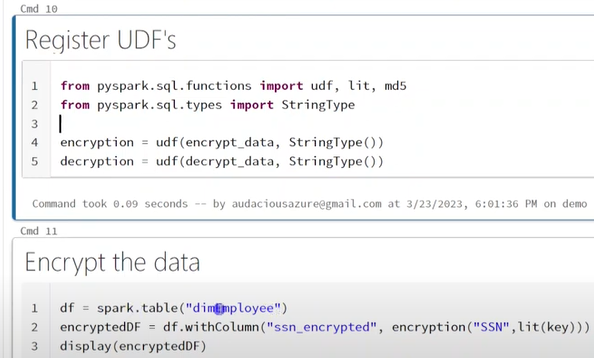 Cmd 10
Register UDF's
1 from pyspark.sql.functions import udf, lit, md5
2 from pyspark.sql.types import StringType
3
4 encryption = udf(encrypt_data, StringType())
5 decryption = udf(decrypt_data, StringType())
Command took 0.09 seconds -- by audaciousazure@gmail.com at 3/23/2023, 6:01:36 PM on demo
Cmd 11
Encrypt the data
1 df = spark.table("dimEmployee")
2 encryptedDF = df.withColumn("ssn_encrypted", encryption("SSN",lit(key)))
3 display(encryptedDF)